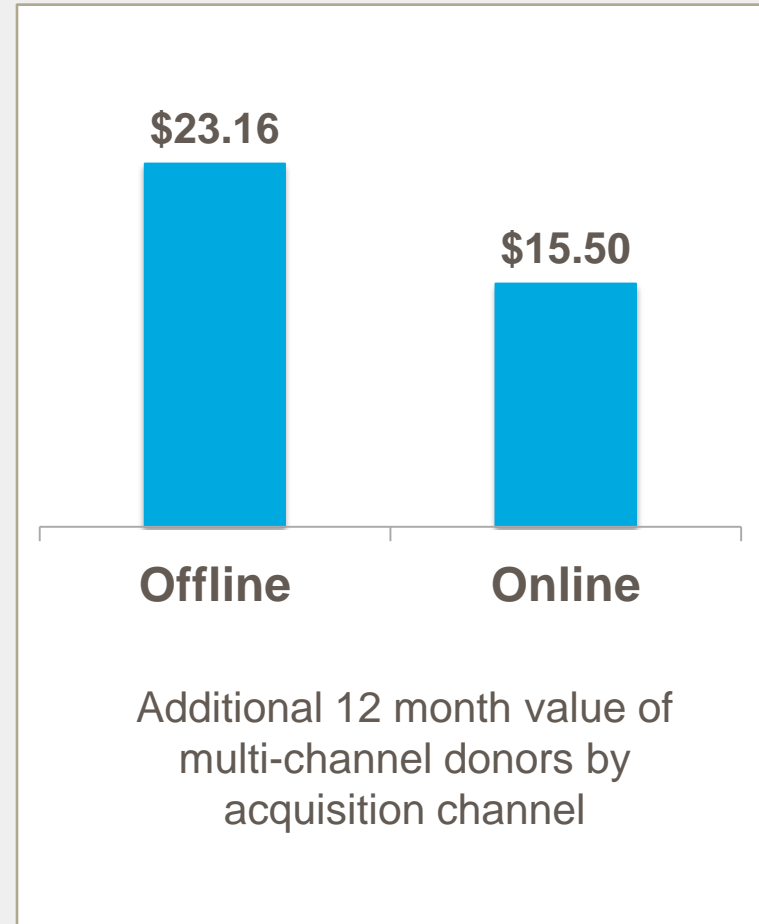 $23.16
$15.50
Offline
Online
Additional 12 month value of
multi-channel donors by
acquisition channel